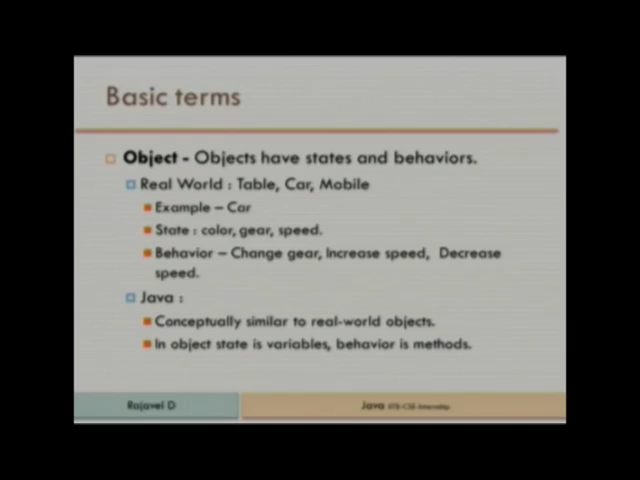 Basic terms
Object - Objects have states and behaviors.
Real World : Table, Car, Mobile
Example – Car
State : color, gear, speed.
Behavior – Change gear, Increase speed, Decrease
speed.
Java :
Conceptually similar to real-world objects.
In object state is variables, behavior is methods.
Rajavel D
Java